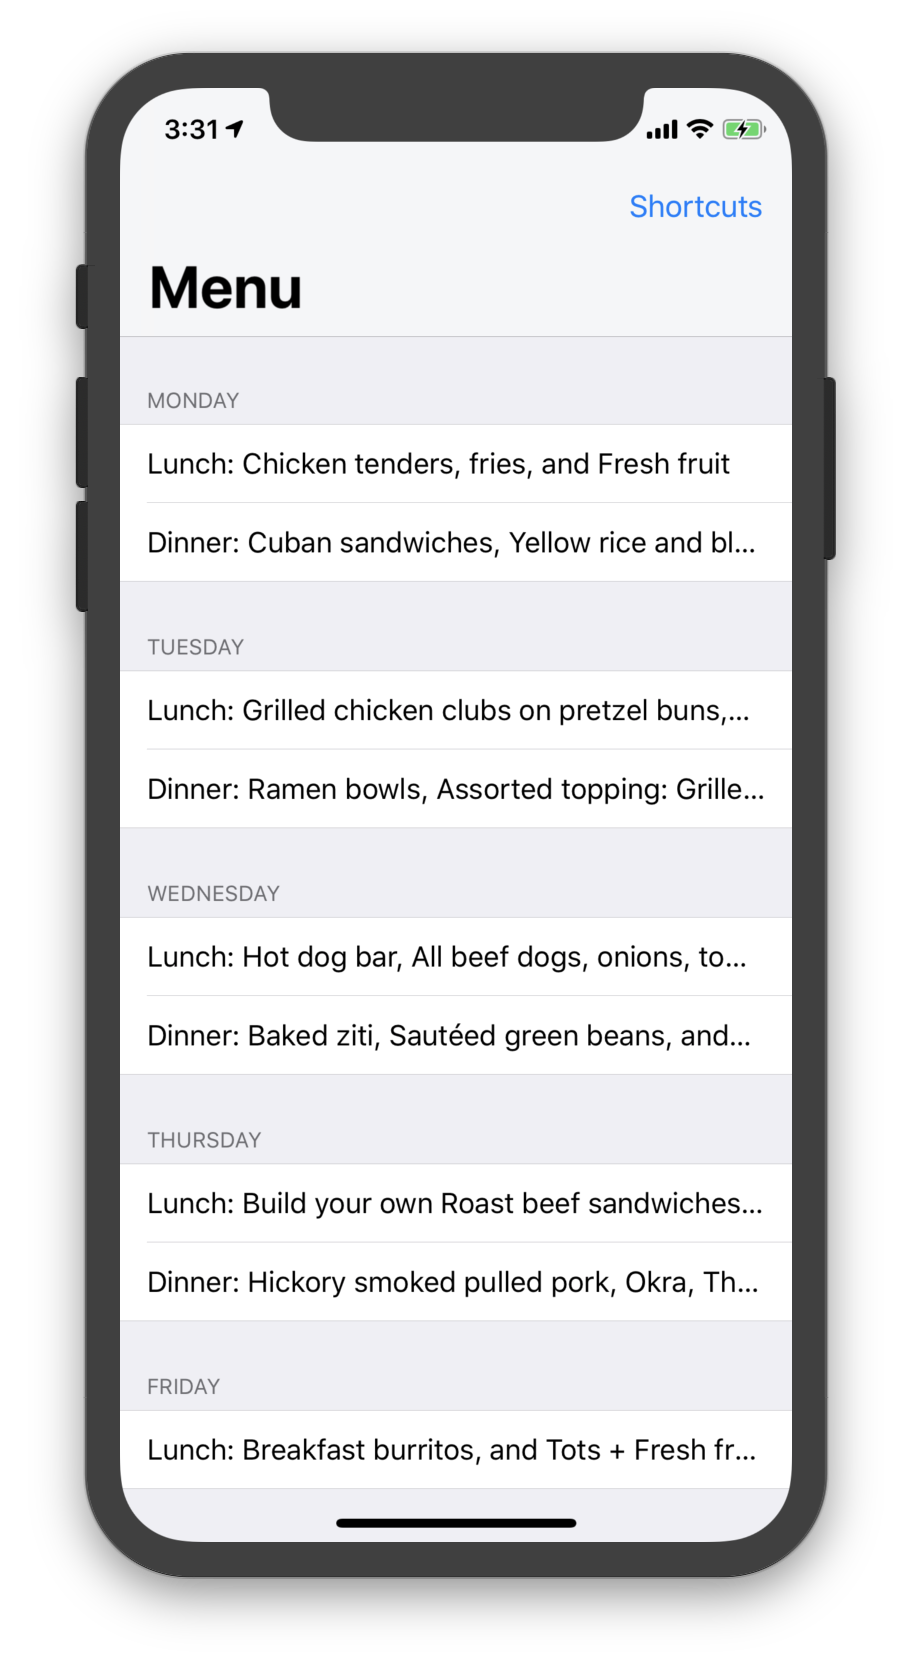 3:31
Shortcuts
Menu
MONDAY
Lunch: Chicken tenders, fries, and Fresh fruit
Dinner: Cuban sandwiches, Yellow rice and bl...
TUESDAY
Lunch: Grilled chicken clubs on pretzel buns,...
Dinner: Ramen bowls, Assorted topping: Grille...
WEDNESDAY
Lunch: Hot dog bar, All beef dogs, onions, to...
Dinner: Baked ziti, Sautéed green beans, and...
THURSDAY
Lunch: Build your own Roast beef sandwiches...
Dinner: Hickory smoked pulled pork, Okra, Th...
FRIDAY
Lunch: Breakfast burritos, and Tots + Fresh fr...